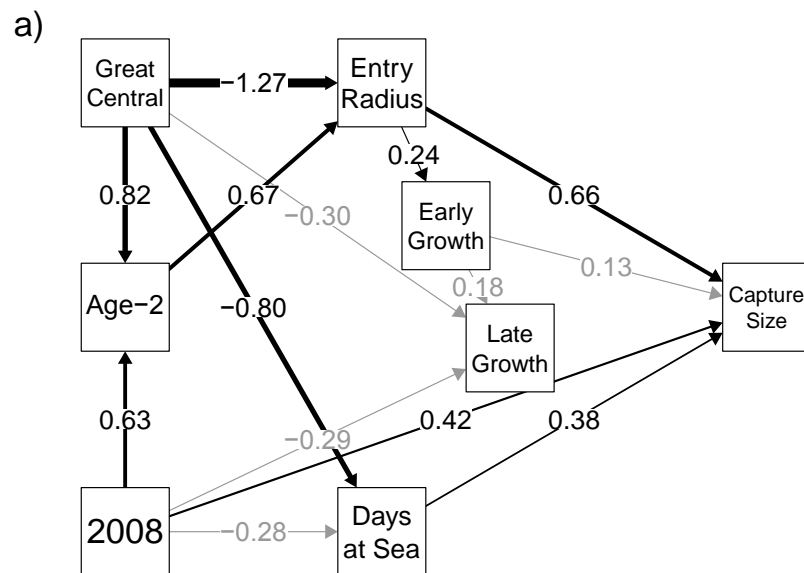 a)
Great
Central
−1.27
Entry
Radius
0.24
0.82
0.67
−0.30
Early
Growth
0.66
0.13
0.18
Age−2
−0.80
Late
Growth
Capture
Size
0.63
−0.29
0.42
0.38
2008
−0.28
Days
at Sea